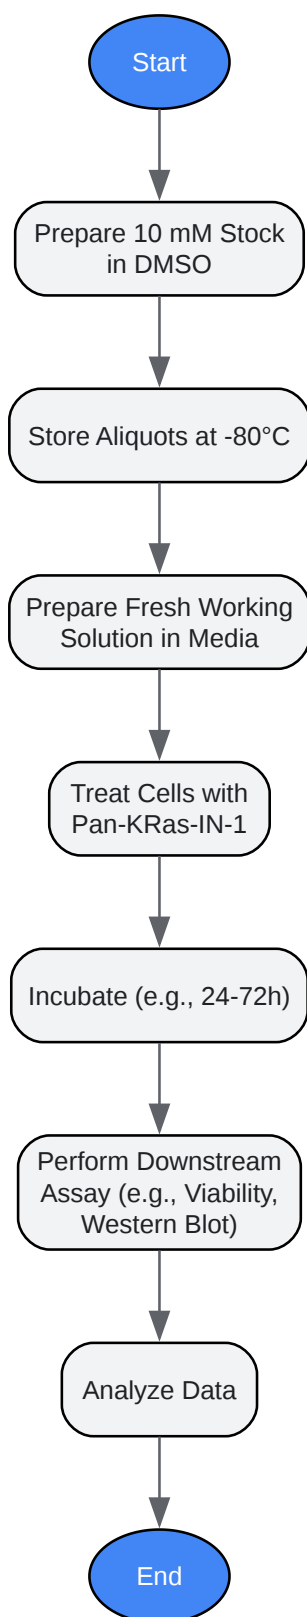 Start
Prepare 10 mM Stock
in DMSO
Store Aliquots at -80°C
Prepare Fresh Working
Solution in Media
Treat Cells with
Pan-KRas-IN-1
Incubate (e.g., 24-72h)
Perform Downstream
Assay (e.g., Viability,
Western Blot)
Analyze Data
End